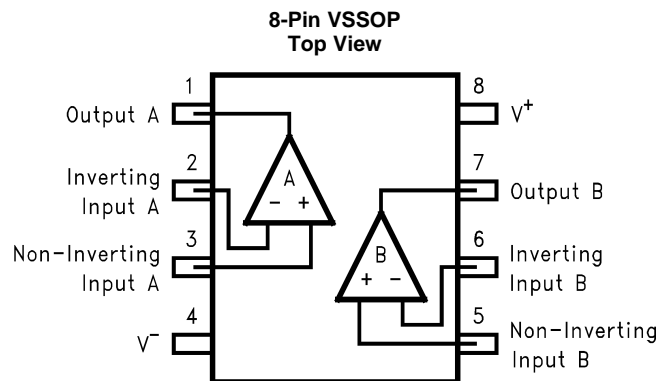 8-Pin VSSOP
Top View
1
Output A
2
Inverting
Input A
3
Non-Inverting
Input A
4
V⁻
A
- +
B
+ -
8
V⁺
7
Output B
6
Inverting
Input B
5
Non-Inverting
Input B